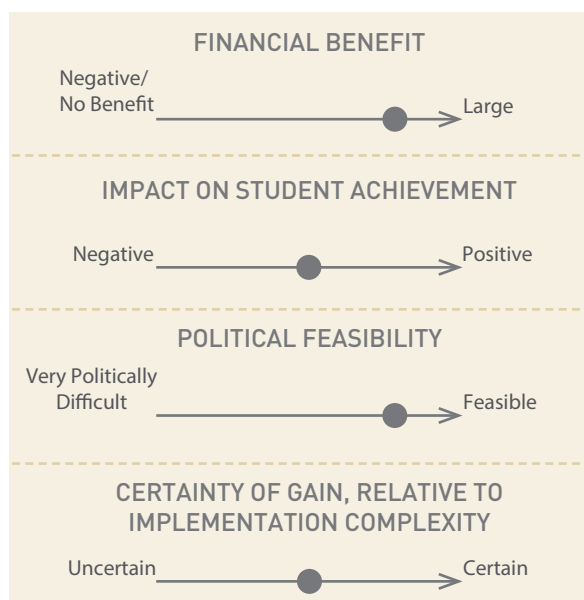 FINANCIAL BENEFIT
Negative/
No Benefit
Large
IMPACT ON STUDENT ACHIEVEMENT
Negative
Positive
POLITICAL FEASIBILITY
Very Politically
Difficult
Feasible
CERTAINTY OF GAIN, RELATIVE TO
IMPLEMENTATION COMPLEXITY
Uncertain
Certain